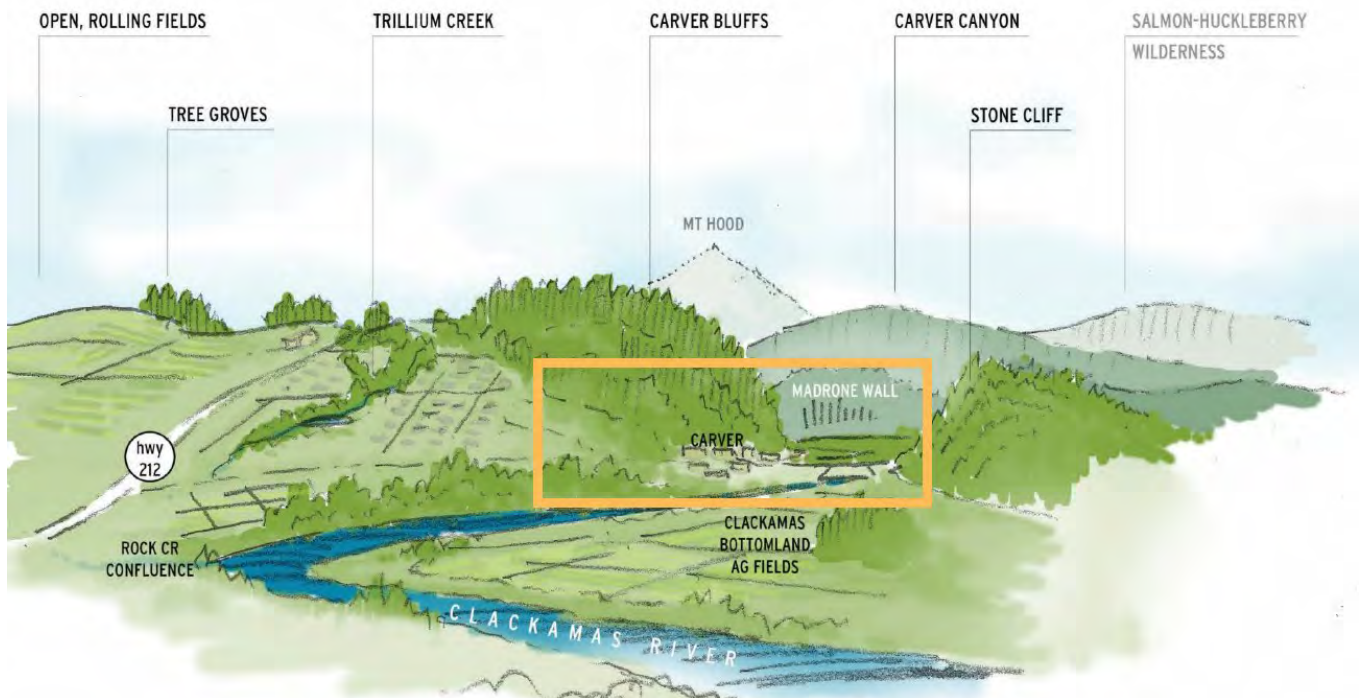 OPEN, ROLLING FIELDS
TRILLIUM CREEK
CARVER BLUFFS
CARVER CANYON
SALMON-HUCKLEBERRY
WILDERNESS
TREE GROVES
STONE CLIFF
MT HOOD
MADRONE WALL
CARVER
hwy
212
ROCK CR
CONFLUENCE
CLACKAMAS
BOTTOMLAND
AG FIELDS
CLACKAMAS RIVER